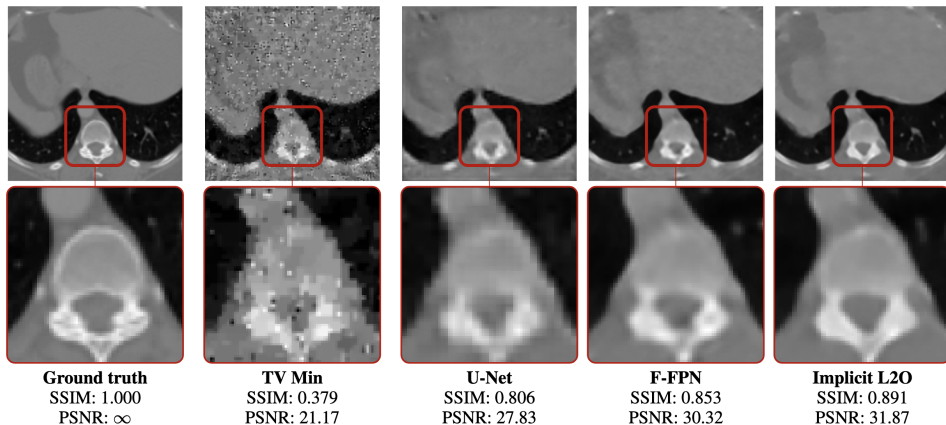 Ground truth
SSIM: 1.000
PSNR: ∞
TV Min
SSIM: 0.379
PSNR: 21.17
U-Net
SSIM: 0.806
PSNR: 27.83
F-FPN
SSIM: 0.853
PSNR: 30.32
Implicit L2O
SSIM: 0.891
PSNR: 31.87